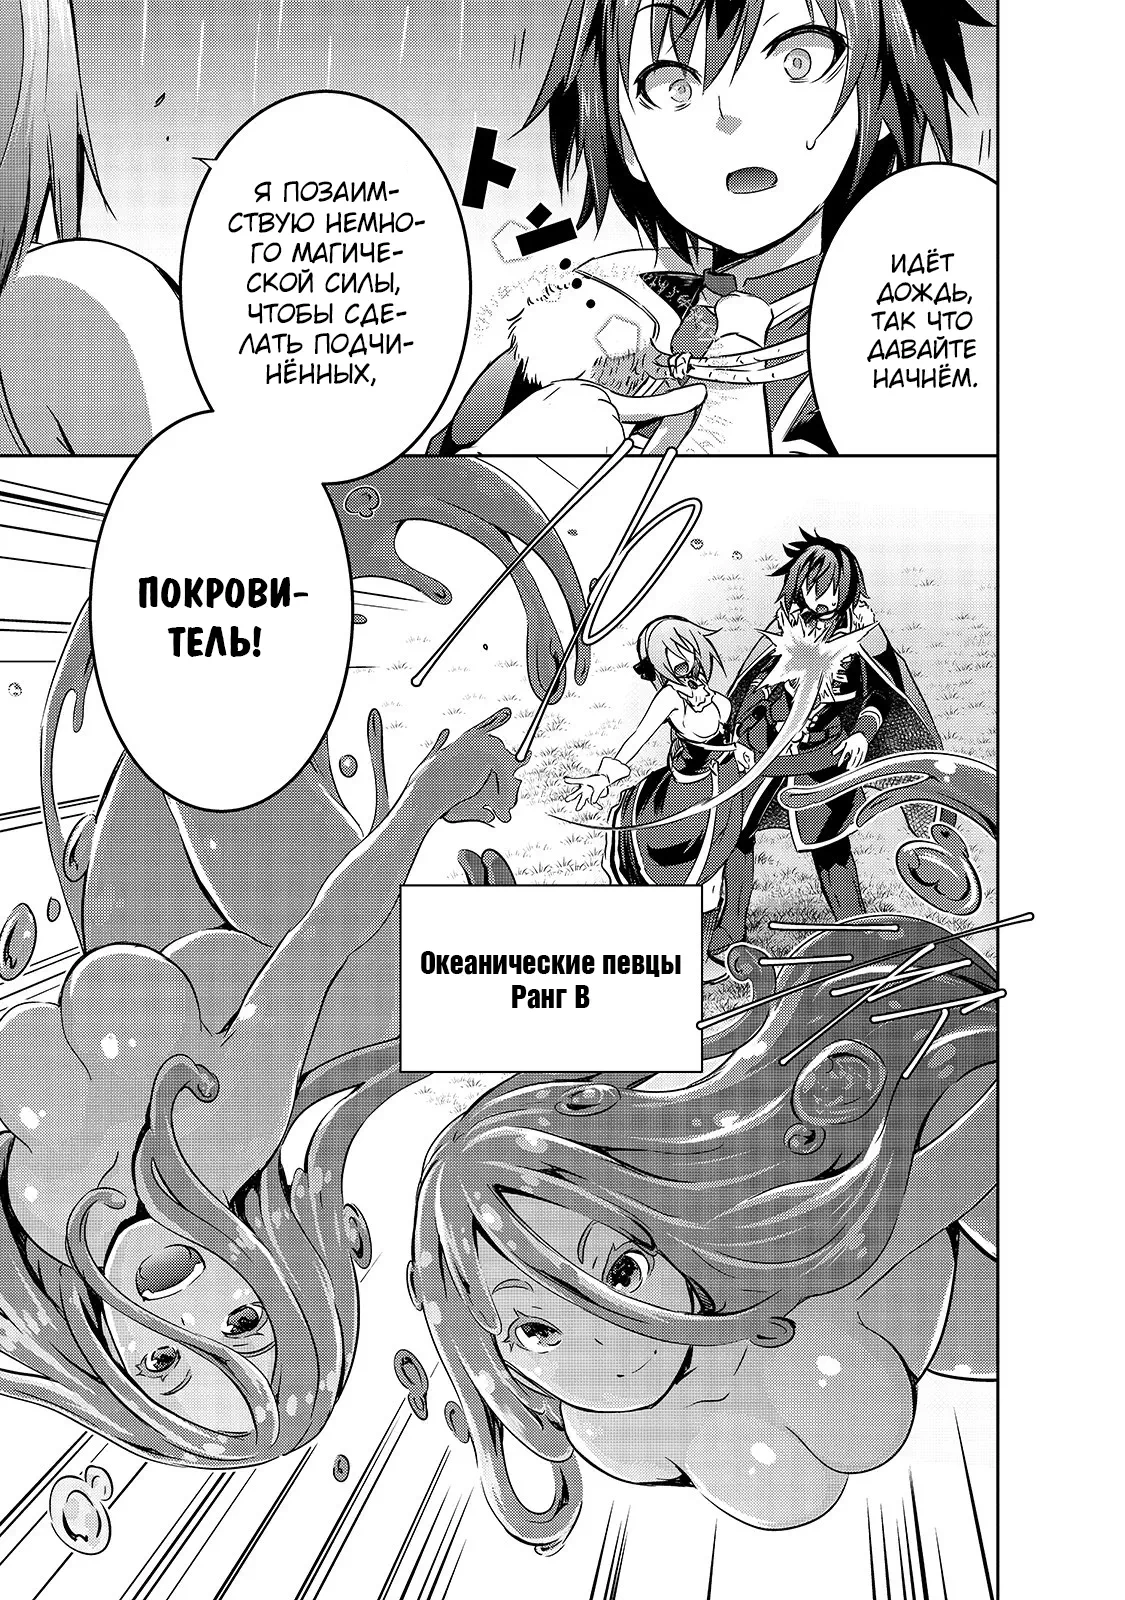 ИДЁТ
ДОЖДЬ,
ТАК ЧТО
ДАВАЙТЕ
НАЧНЁМ.
ト
Я ПОЗАИМ-
СТВУЮ НЕМНО-
ГО МАГИЧЕ-
СКОЙ СИЛЫ,
ЧТОБЫ СДЕ-
ЛАТЬ ПОДЧИ-
НЁННЫХ,
ПОКРОВИ-
ТЕЛЬ!
Океанические певцы
Ранг B